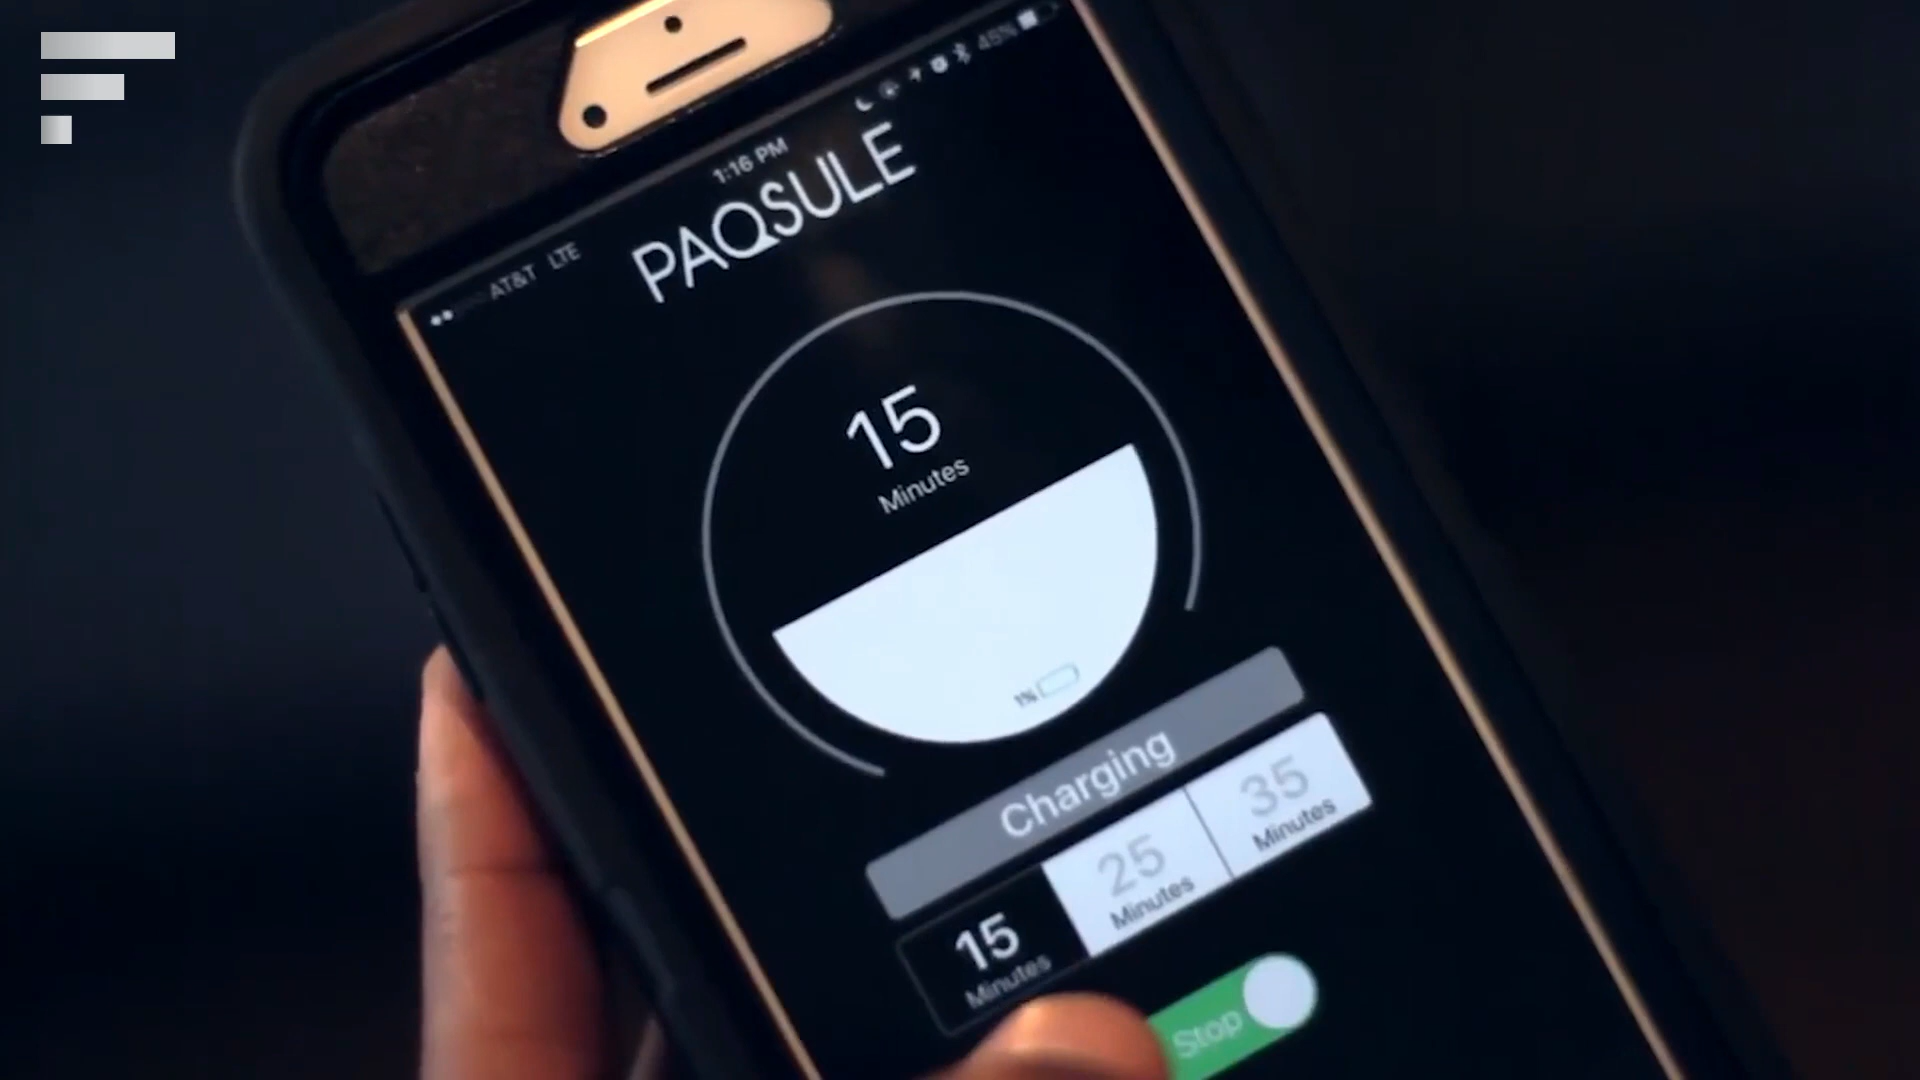 AT&T LTE 1:16 PM 45%
PAQSULE
15
Minutes
1%
Charging
15 25 35
Minutes Minutes Minutes
Stop